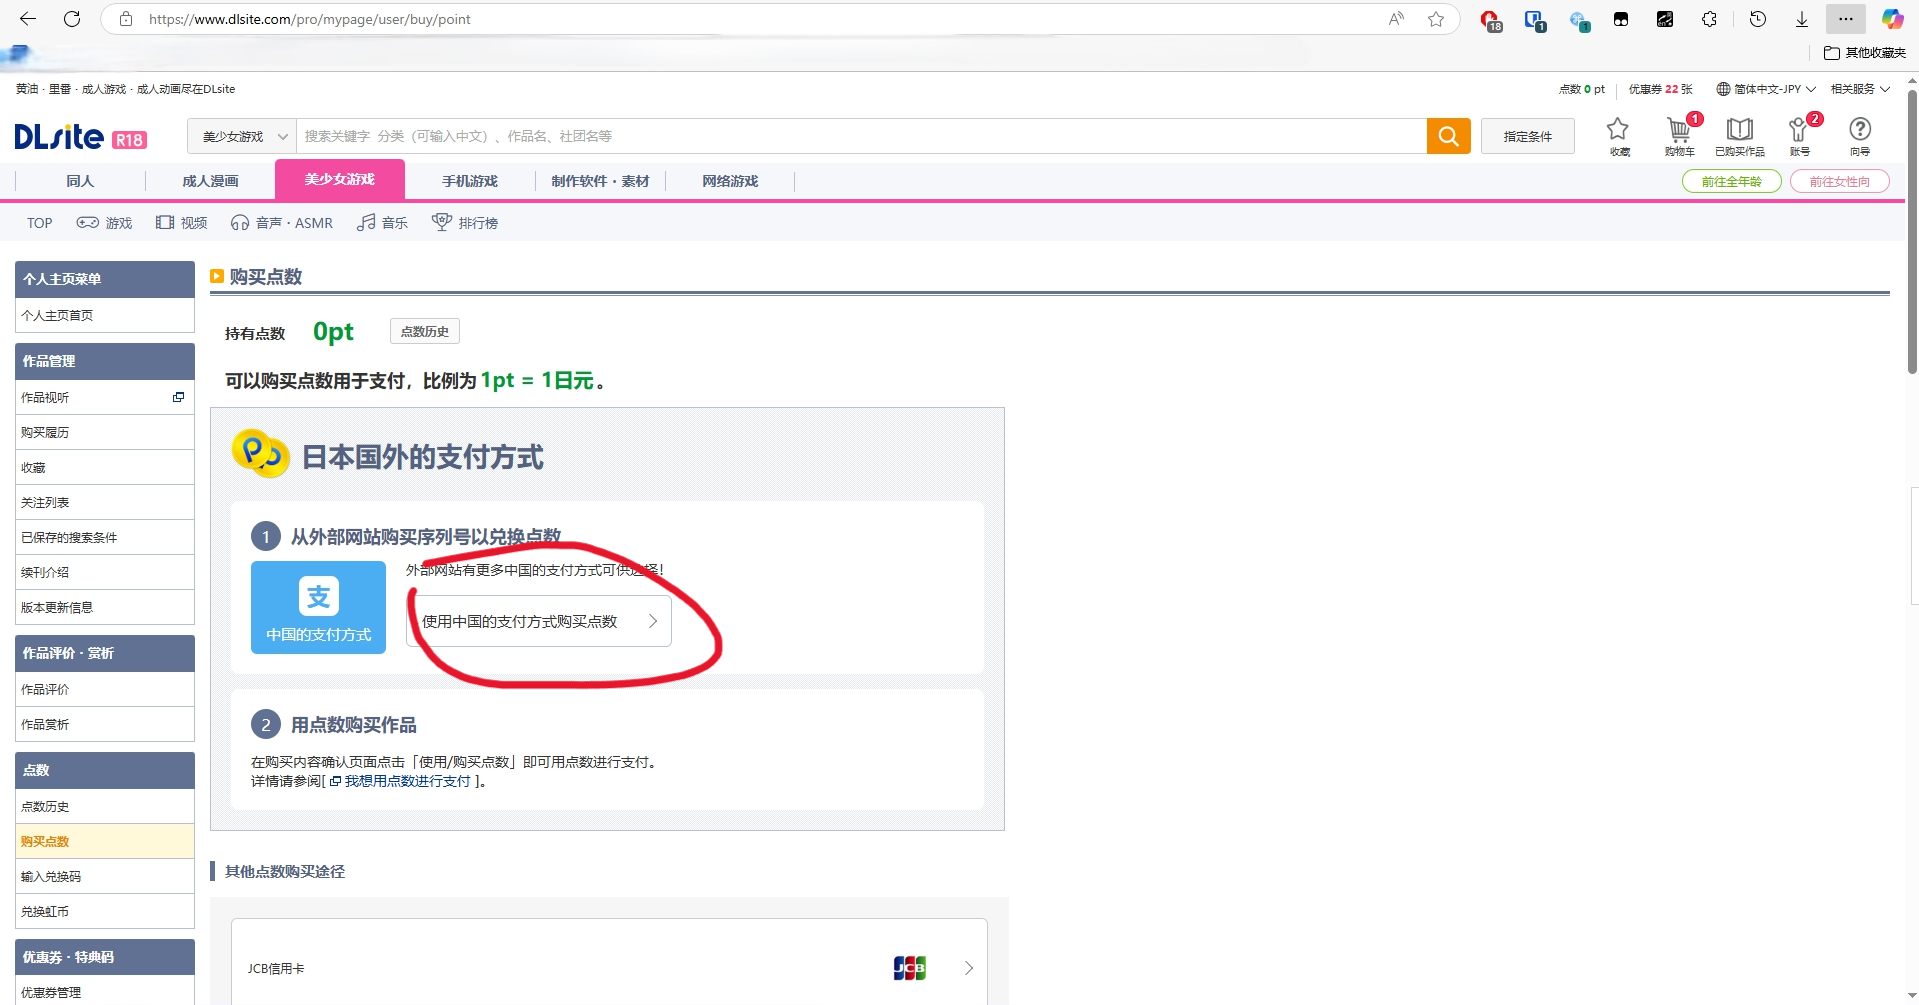 https://www.dlsite.com/pro/mypage/user/buy/point
18
1
1
其他收藏夹
黄油 · 里番 · 成人游戏 · 成人动画尽在DLsite
点数 0 pt
优惠券 22 张
简体中文-JPY
相关服务
DLsite R18
美少女游戏
搜索关键字 分类（可输入中文）、作品名、社团名等
指定条件
收藏
1
购物车
已购买作品
2
账号
向导
同人
成人漫画
美少女游戏
手机游戏
制作软件 · 素材
网络游戏
前往全年龄
前往女性向
TOP
游戏
视频
音声 · ASMR
音乐
排行榜
个人主页菜单
个人主页首页
作品管理
作品视听
购买履历
收藏
关注列表
已保存的搜索条件
续刊介绍
版本更新信息
作品评价 · 赏析
作品评价
作品赏析
点数
点数历史
购买点数
输入兑换码
兑换虹币
优惠券 · 特典码
优惠券管理
购买点数
持有点数 0pt 点数历史
可以购买点数用于支付，比例为1pt = 1日元。
日本国外的支付方式
1 从外部网站购买序列号以兑换点数
支
中国的支付方式
外部网站有更多中国的支付方式可供选择！
使用中国的支付方式购买点数
2 用点数购买作品
在购买内容确认页面点击「使用/购买点数」即可用点数进行支付。
详情请参阅[ 我想用点数进行支付 ]。
其他点数购买途径
JCB信用卡
JCB